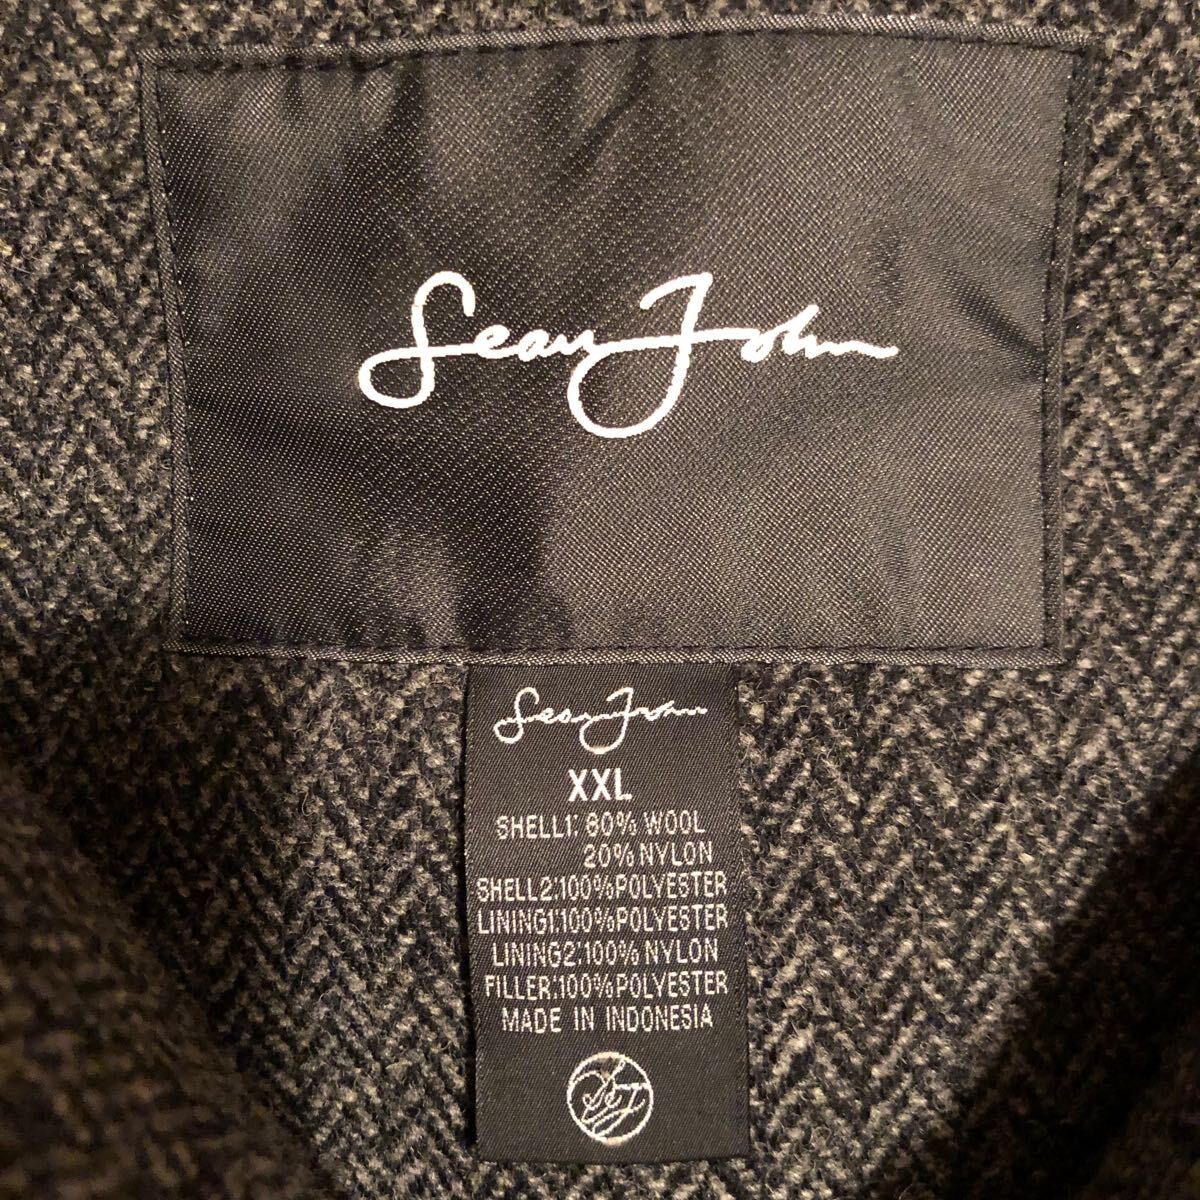 Sean John
Sean John
XXL
SHELL1: 80% WOOL
20% NYLON
SHELL2:100%POLYESTER
LINING1:100%POLYESTER
LINING2:100% NYLON
FILLER:100%POLYESTER
MADE IN INDONESIA
SJ